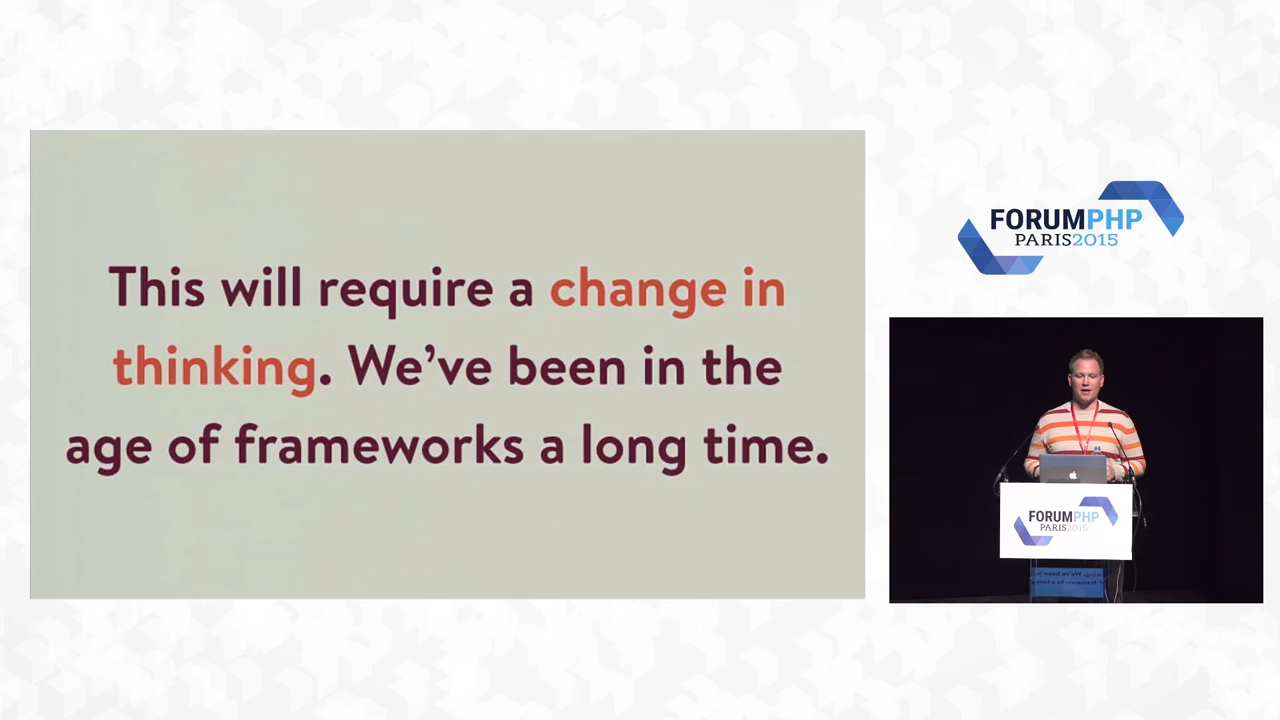 This will require a change in
thinking. We’ve been in the
age of frameworks a long time.
FORUMPHP
PARIS2015
FORUMPHP
PARIS2015